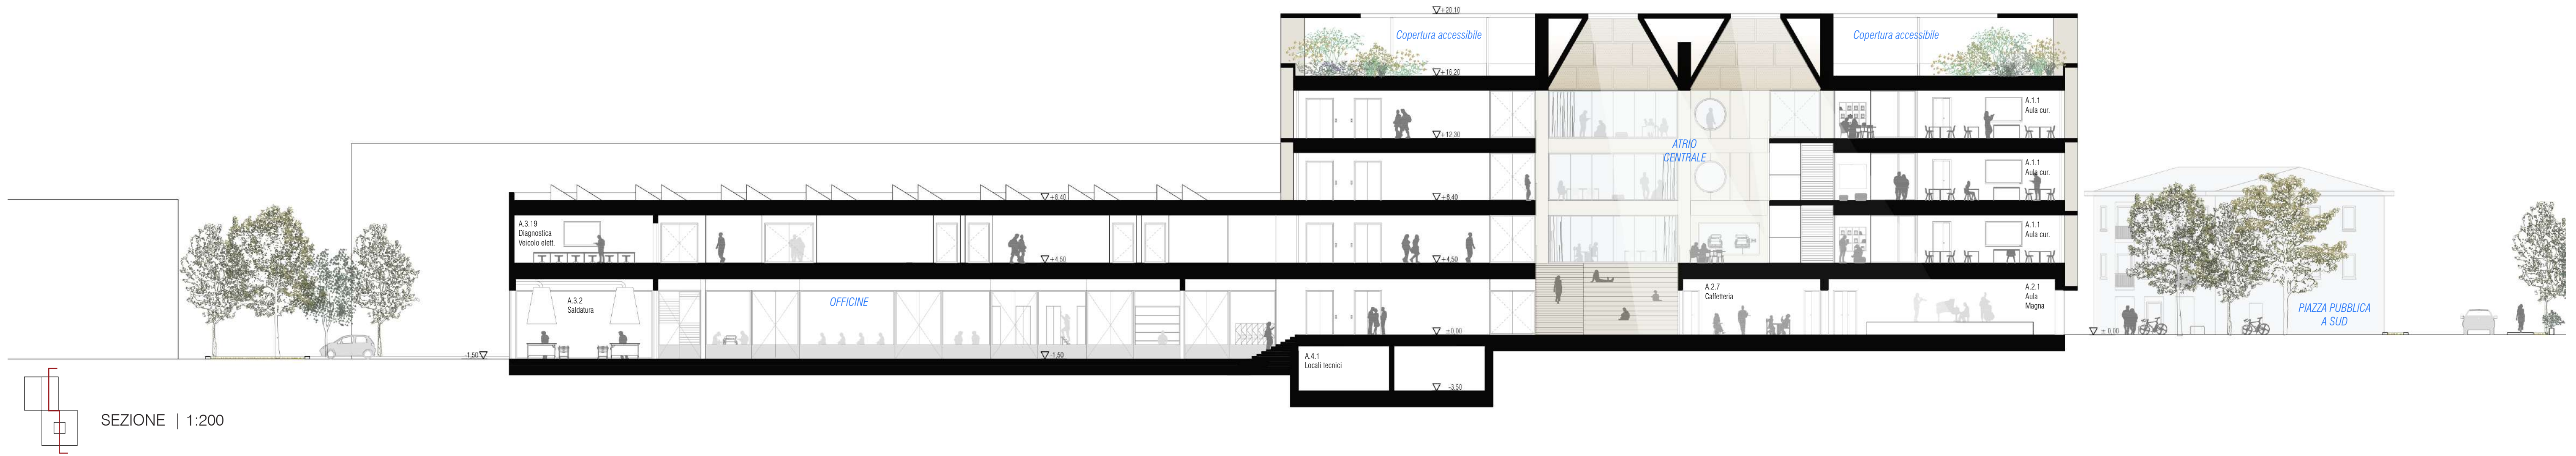 +20.10
Copertura accessibile
Copertura accessibile
+16.20
A.1.1
Aula cur.
+12.30
ATRIO
CENTRALE
A.1.1
Aula cur.
+8.40
+8.40
A.3.19
Diagnostica
Veicolo elett.
A.1.1
Aula cur.
+4.50
+4.50
A.3.2
Saldatura
OFFICINE
A.2.7
Caffetteria
A.2.1
Aula
Magna
PIAZZA PUBBLICA
A SUD
± 0.00
± 0.00
-1.50
-1.50
A.4.1
Locali tecnici
-3.50
SEZIONE | 1:200